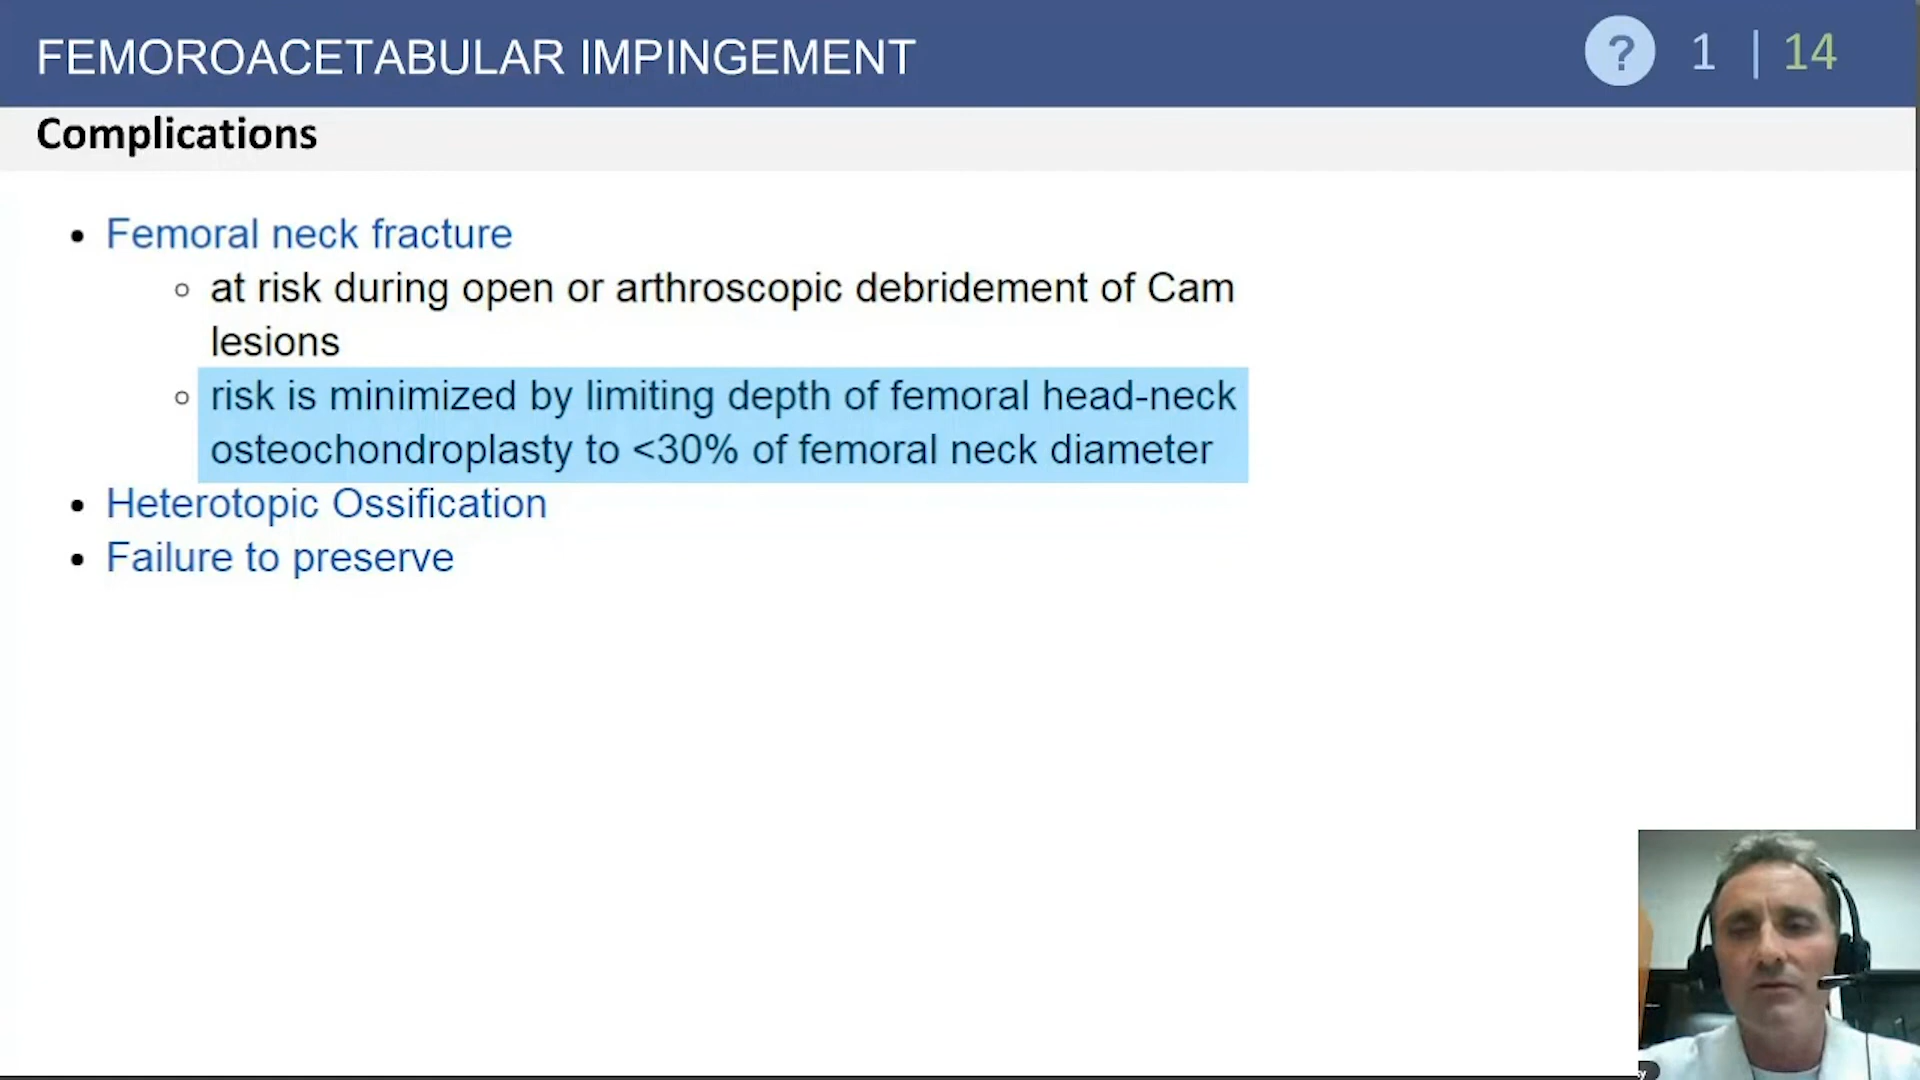 FEMOROACETABULAR IMPINGEMENT
? 1 | 14
Complications
• Femoral neck fracture
◦ at risk during open or arthroscopic debridement of Cam
lesions
◦ risk is minimized by limiting depth of femoral head-neck
osteochondroplasty to <30% of femoral neck diameter
• Heterotopic Ossification
• Failure to preserve